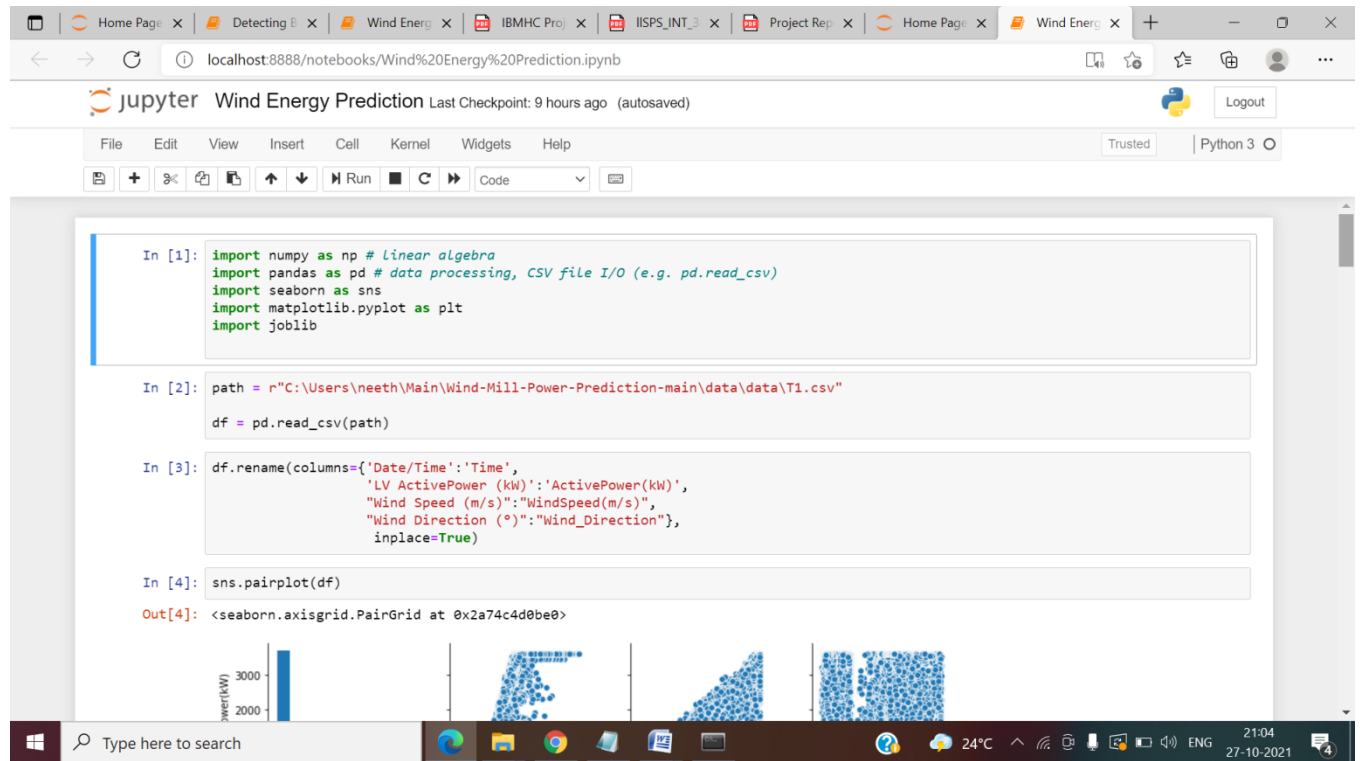 Home Page
Detecting B
Wind Energ
IBMHC Proj
IISPS_INT_3
Project Rep
Home Page
Wind Energ
localhost:8888/notebooks/Wind%20Energy%20Prediction.ipynb
jupyter Wind Energy Prediction Last Checkpoint: 9 hours ago (autosaved)
Logout
File Edit View Insert Cell Kernel Widgets Help
Trusted
Python 3
Run
Code
In [1]: import numpy as np # linear algebra
import pandas as pd # data processing, CSV file I/O (e.g. pd.read_csv)
import seaborn as sns
import matplotlib.pyplot as plt
import joblib
In [2]: path = r"C:\Users\neeth\Main\Wind-Mill-Power-Prediction-main\data\data\T1.csv"
df = pd.read_csv(path)
In [3]: df.rename(columns={'Date/Time':'Time',
'LV ActivePower (kW)':'ActivePower(kW)',
"Wind Speed (m/s)":"WindSpeed(m/s)",
"Wind Direction (°)":"Wind_Direction"},
inplace=True)
In [4]: sns.pairplot(df)
Out[4]: <seaborn.axisgrid.PairGrid at 0x2a74c4d0be0>
3000
2000
ower(kW)
Type here to search
24°C
ENG
21:04
27-10-2021
4